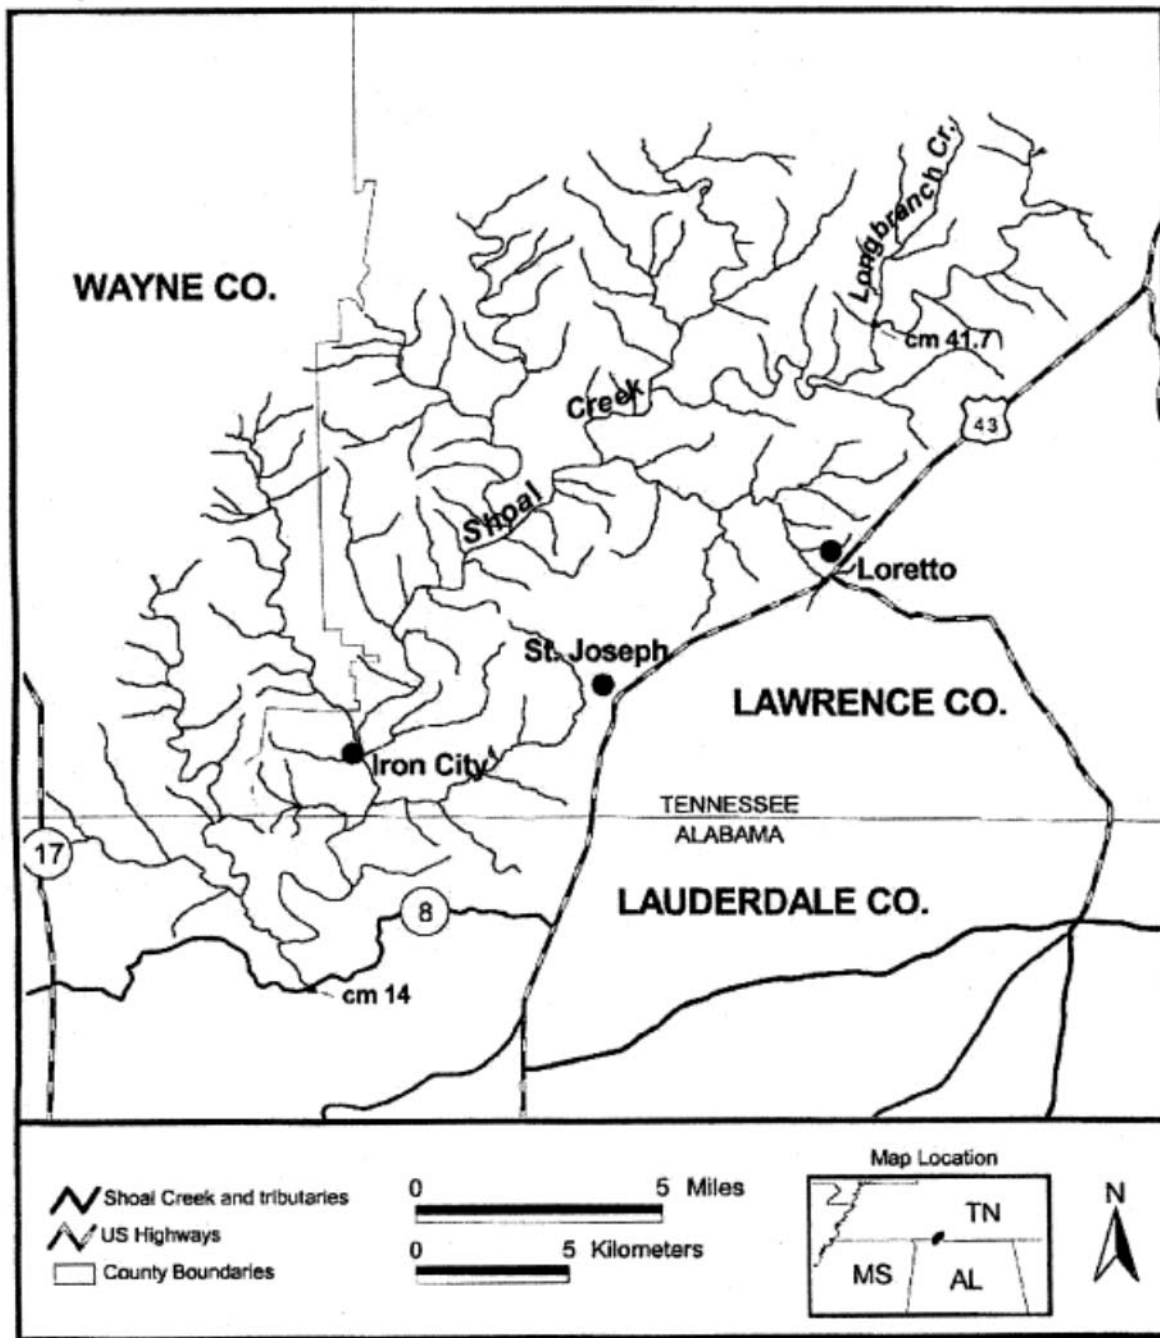 Longbranch Cr.
WAYNE CO.
cm 41.7
Creek
43
Shoal
Loretto
St. Joseph
LAWRENCE CO.
Iron City
TENNESSEE
ALABAMA
17
LAUDERDALE CO.
8
cm 14
Map Location
Shoal Creek and tributaries
US Highways
County Boundaries
0 5 Miles
0 5 Kilometers
TN
MS AL
N